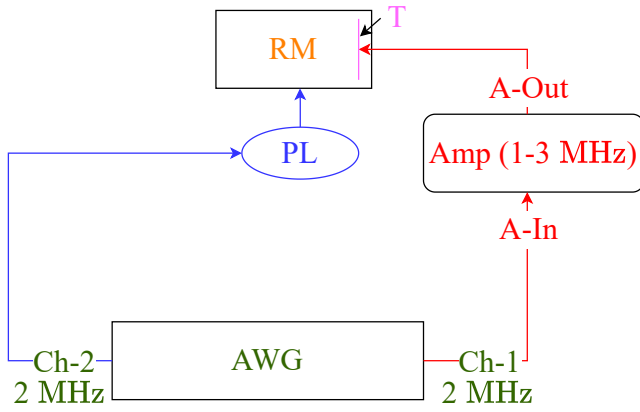 T
RM
A-Out
PL
Amp (1-3 MHz)
A-In
Ch-2
2 MHz
AWG
Ch-1
2 MHz